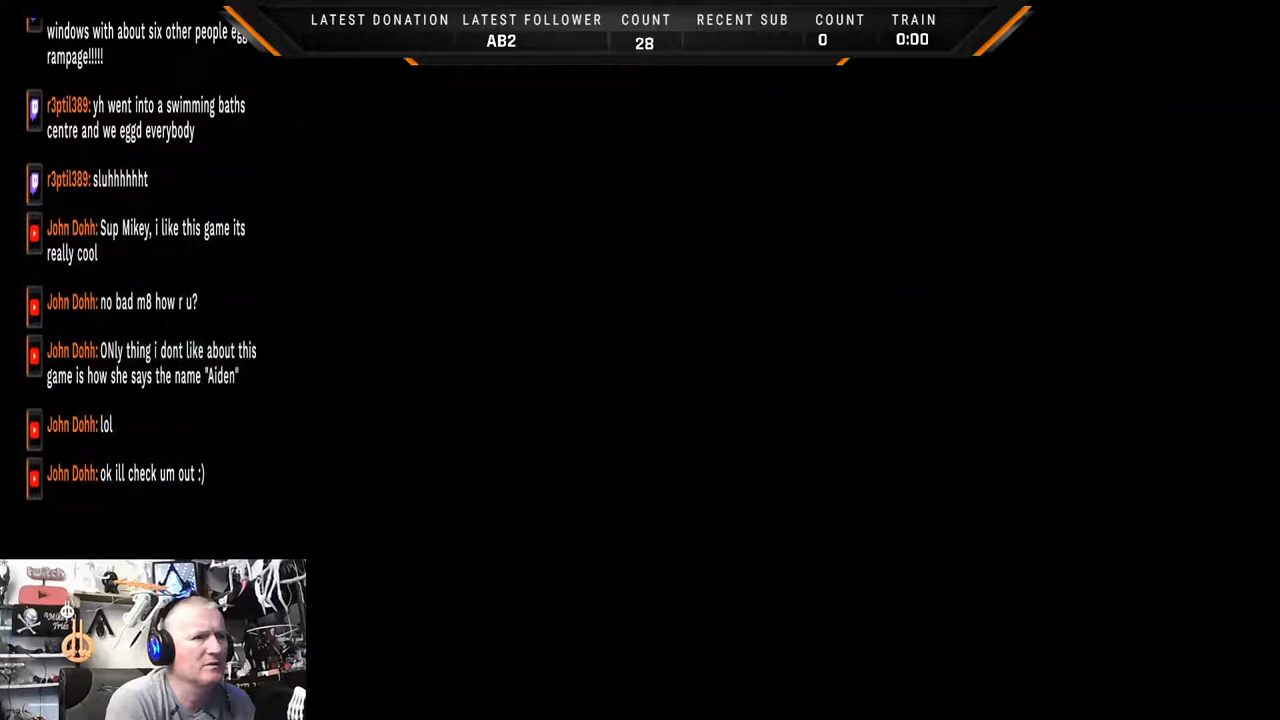 LATEST DONATION LATEST FOLLOWER COUNT RECENT SUB COUNT TRAIN
AB2 28 0 0:00
windows with about six other people egg
rampage!!!!!
r3ptil389: yh went into a swimming baths
centre and we eggd everybody
r3ptil389: sluhhhhhht
John Dohh: Sup Mikey, i like this game its
really cool
John Dohh: no bad m8 how r u?
John Dohh: ONly thing i dont like about this
game is how she says the name "Aiden"
John Dohh: lol
John Dohh: ok ill check um out :)
twitch